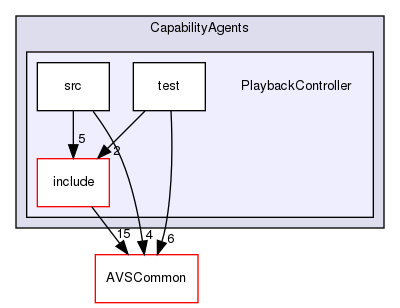 CapabilityAgents
src
test
PlaybackController
5
2
include
15
4
6
AVSCommon